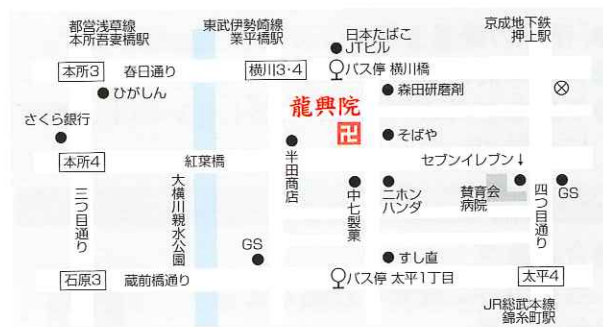 都営浅草線
本所吾妻橋駅
東武伊勢崎線
業平橋駅
日本たばこ
JTビル
京成地下鉄
押上駅
本所3
春日通り
横川3・4
バス停 横川橋
ひがしん
森田研磨剤
さくら銀行
龍興院
卍
そばや
本所4
紅葉橋
セブンイレブン↓
三つ目通り
大横川親水公園
半田商店
中七製菓
ニホン
ハンダ
賛育会
病院
四つ目通り
GS
GS
すし直
石原3
蔵前橋通り
バス停 太平1丁目
太平4
JR総武本線
錦糸町駅